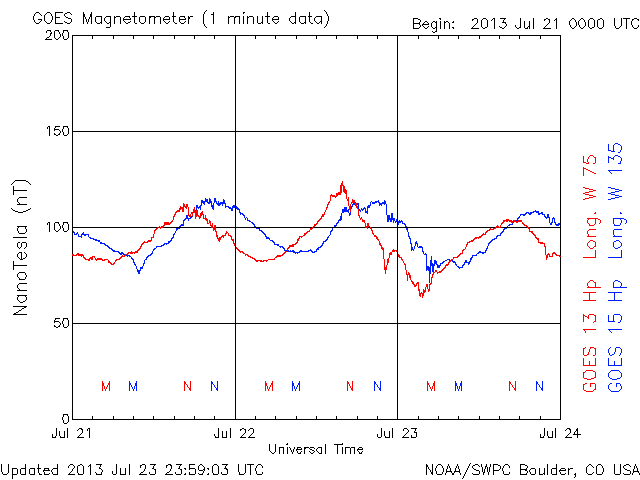 GOES Magnetometer (1 minute data)
Begin: 2013 Jul 21 0000 UTC
200
150
100
50
0
NanoTesla (nT)
M M N N M M N N M M N N
Jul 21 Jul 22 Jul 23 Jul 24
Universal Time
GOES 13 Hp Long. W 75
GOES 15 Hp Long. W 135
Updated 2013 Jul 23 23:59:03 UTC
NOAA/SWPC Boulder, CO USA